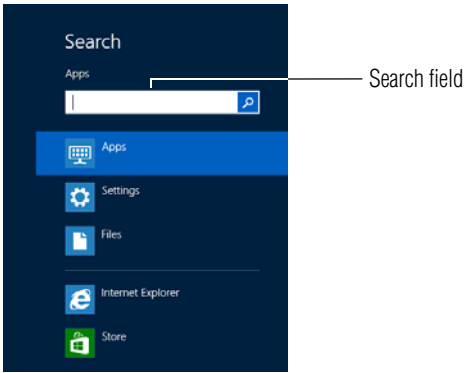 Search
Apps
Search field
Apps
Settings
Files
Internet Explorer
Store